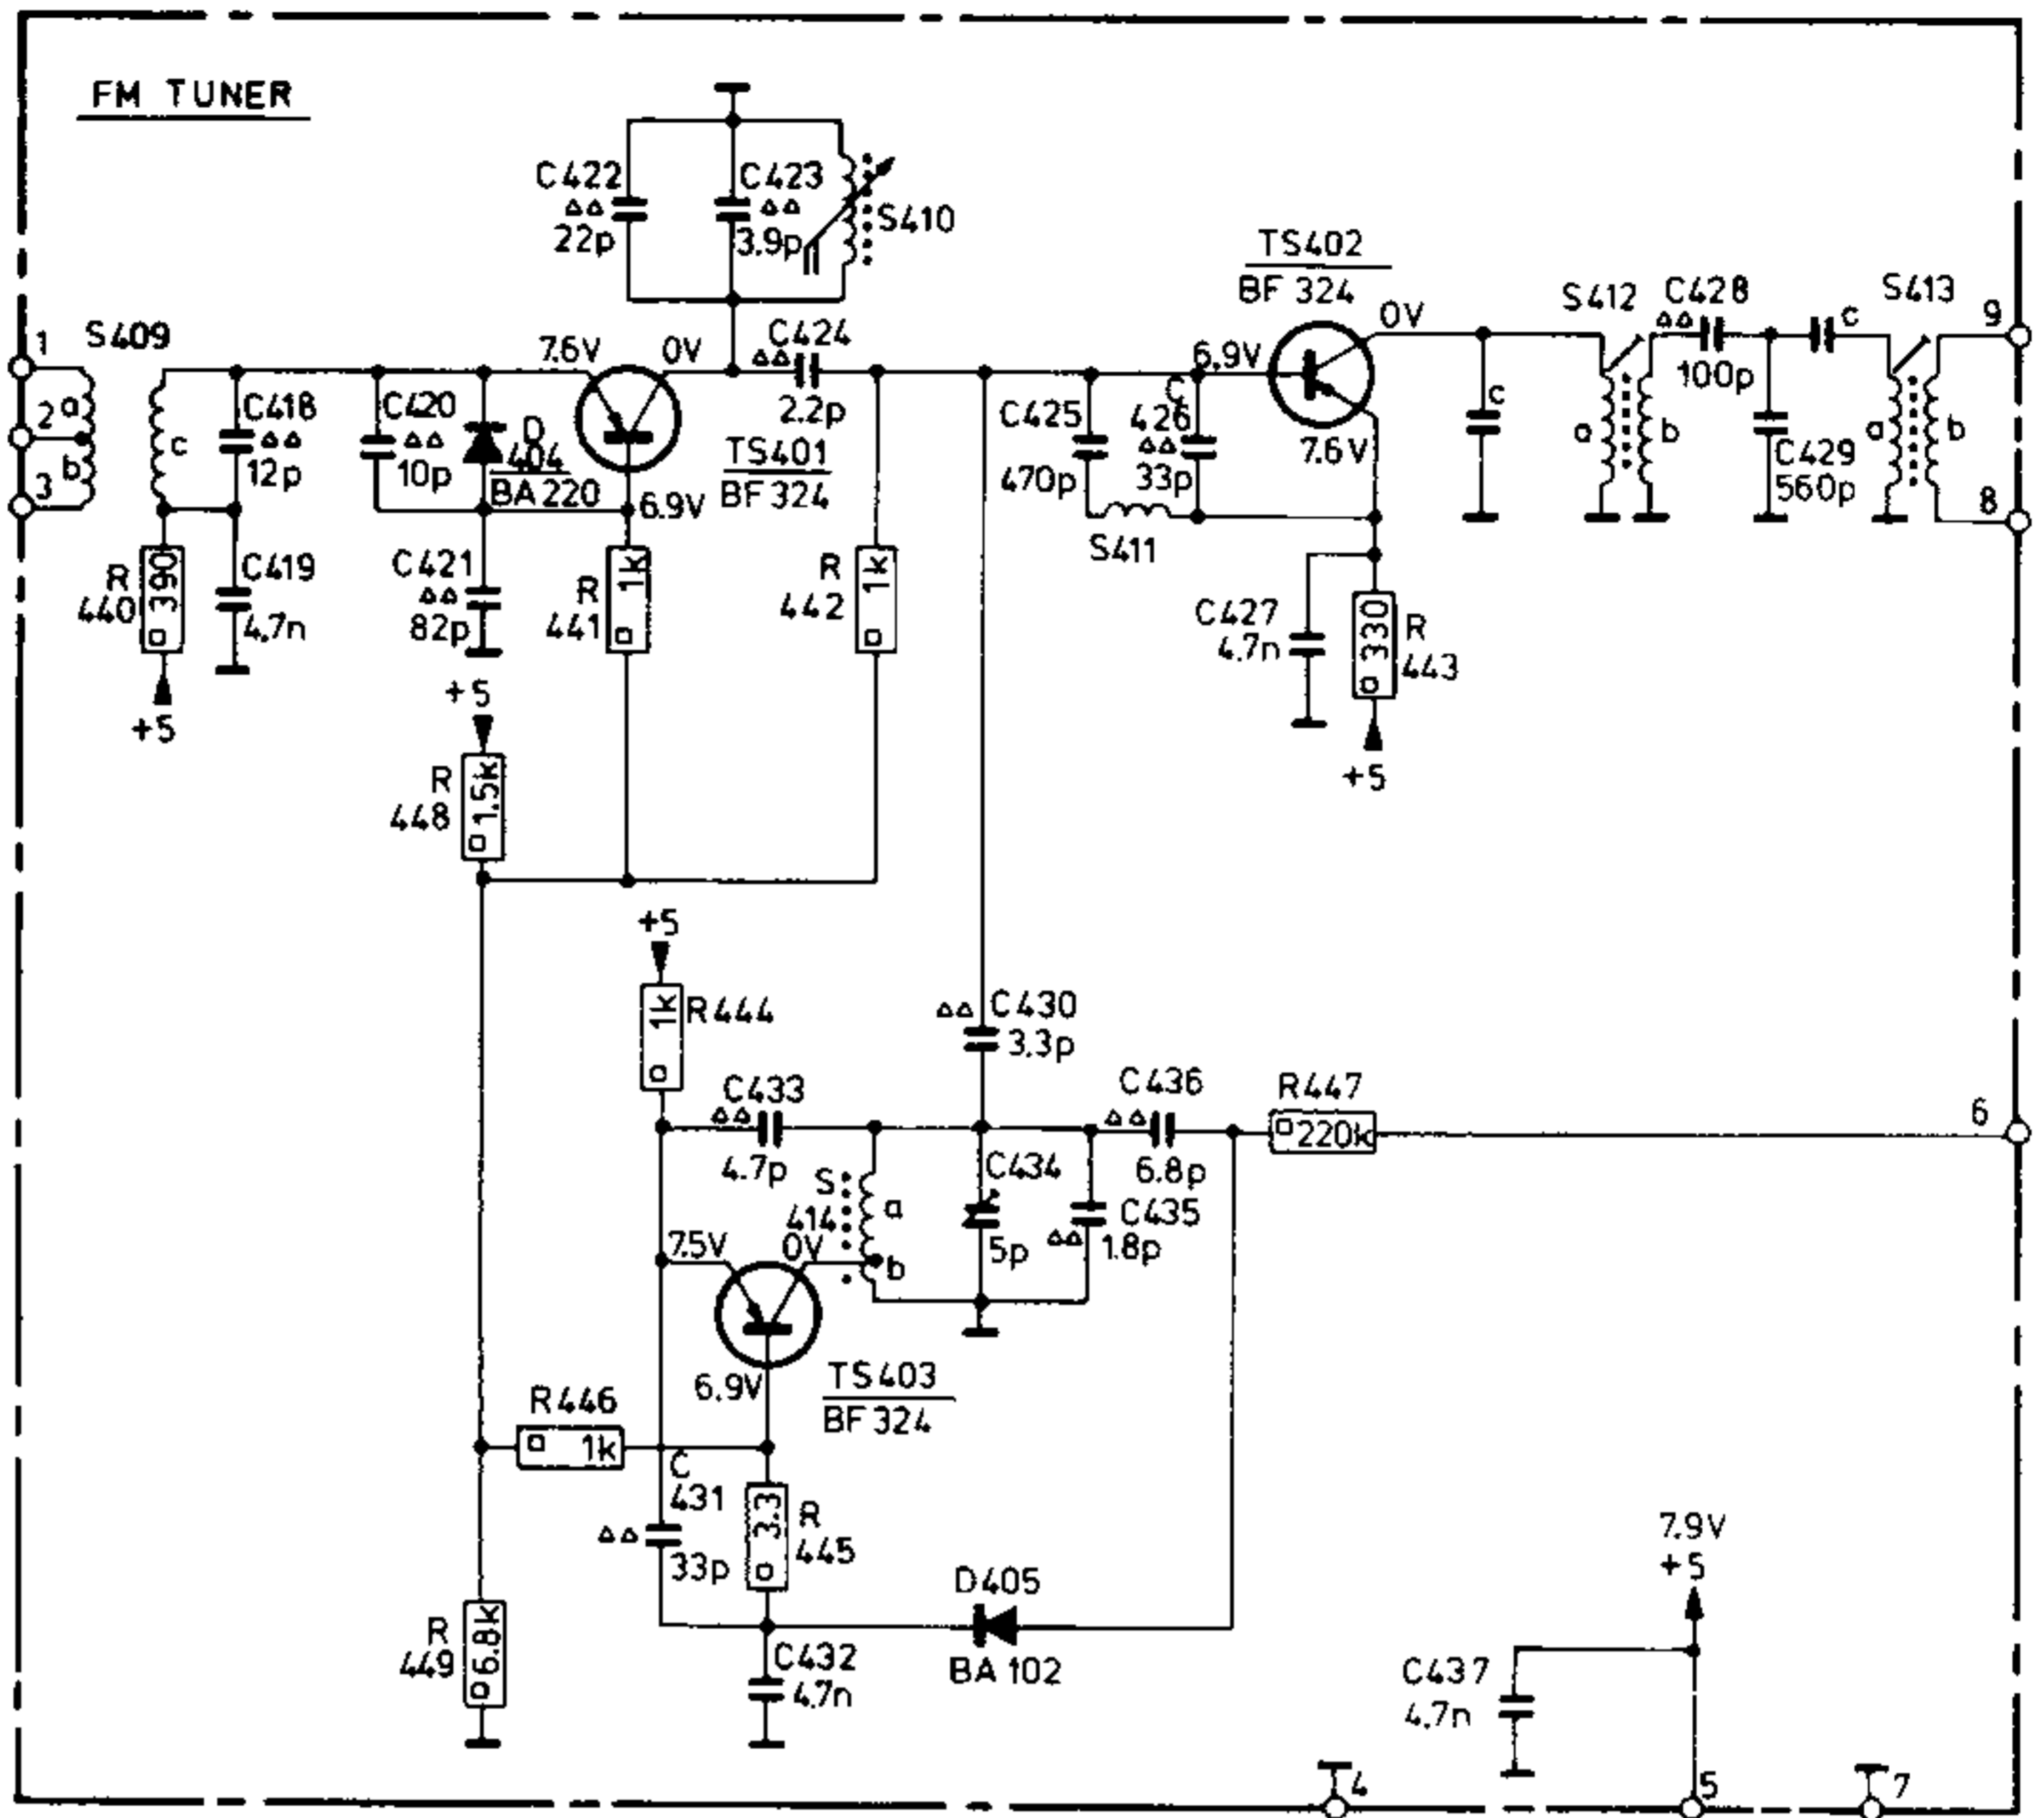 FM TUNER
C422
22p
C423
3.9p
S410
TS402
BF 324
0V
S412
C428
100p
c
S413
9
1
S409
7.6V
0V
C424
2.2p
6.9V
2
a
c
C418
12p
C420
10p
D
404
BA 220
TS401
BF 324
C425
470p
C
426
33p
7.6V
c
a
b
C429
560p
a
b
3
b
6.9V
8
R
440
390
C419
4.7n
C421
82p
R
441
1k
R
442
1k
S411
C427
4.7n
330
R
443
+5
+5
+5
R
448
1.5k
+5
1k
R444
C430
3.3p
C433
4.7p
C436
6.8p
R447
220k
6
S
414
a
b
C434
5p
C435
1.8p
7.5V
0V
6.9V
TS403
BF 324
R446
1k
C
431
33p
3.3
R
445
D405
BA 102
7.9V
+5
R
449
6.8k
C432
4.7n
C437
4.7n
4
5
7